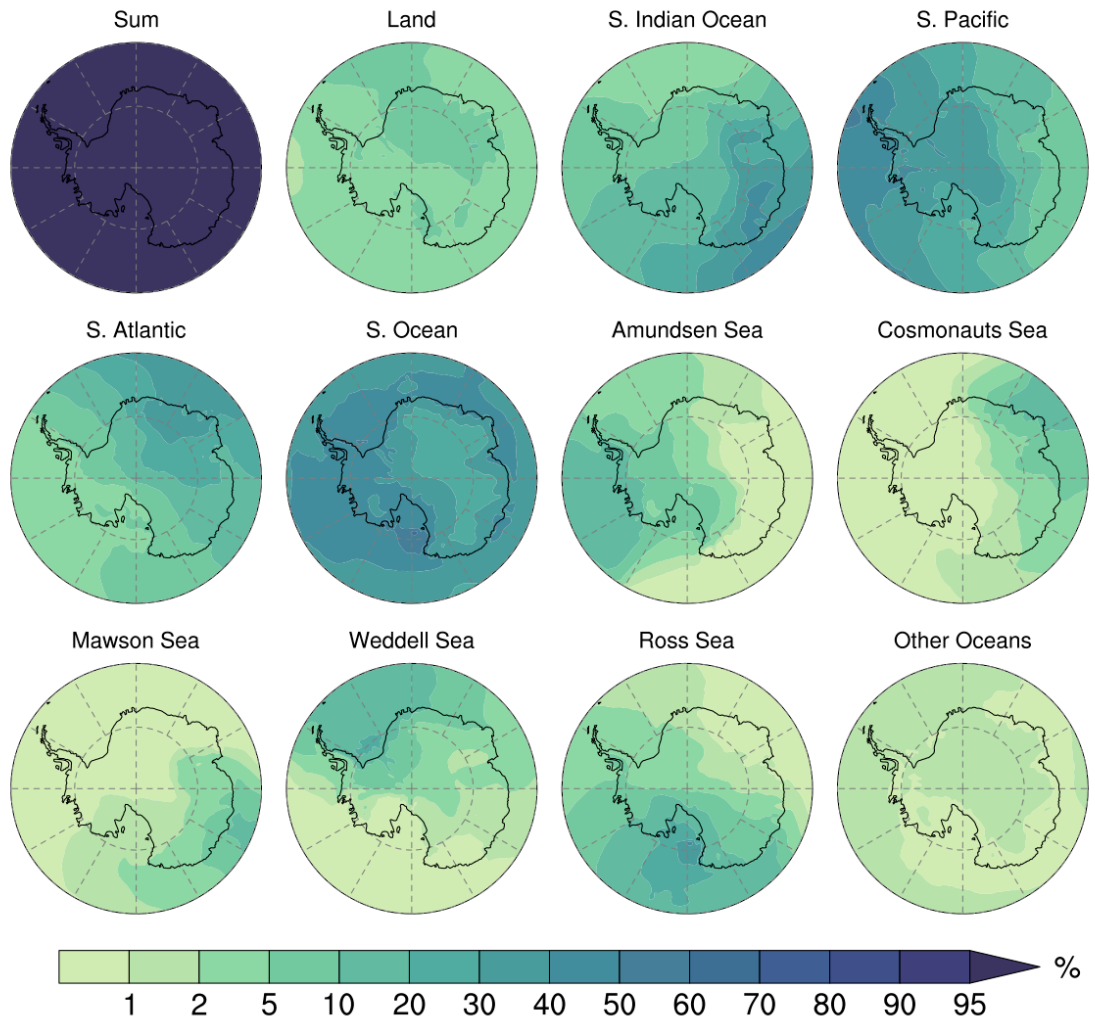 Sum Land S. Indian Ocean S. Pacific
S. Atlantic S. Ocean Amundsen Sea Cosmonauts Sea
Mawson Sea Weddell Sea Ross Sea Other Oceans
%
1 2 5 10 20 30 40 50 60 70 80 90 95